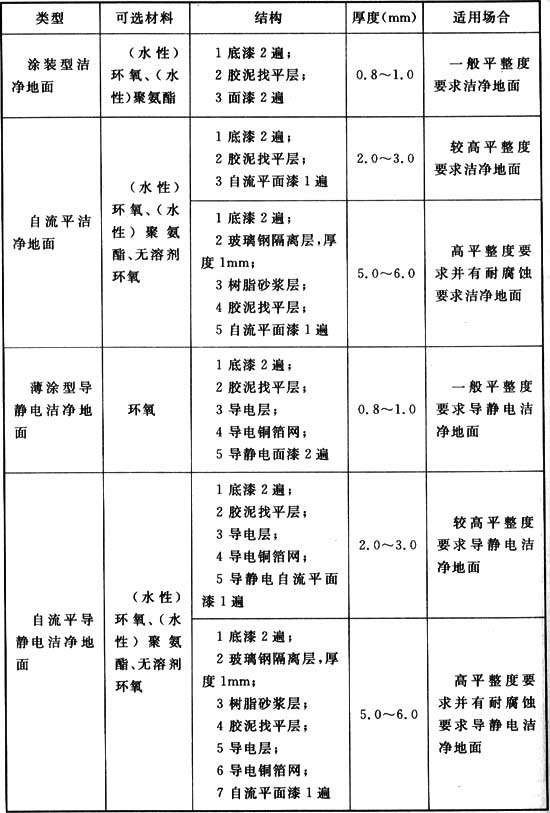 类型 可选材料 结构 厚度(mm) 适用场合
涂装型洁
净地面
(水性)
环氧、(水
性)聚氨酯
1 底漆 2 遍；
2 胶泥找平层；
3 面漆 2 遍
0.8～1.0
一般平整度
要求洁净地面
自流平洁
净地面
(水性)
环氧、(水
性)聚氨
酯、无溶剂
环氧
1 底漆 2 遍；
2 胶泥找平层；
3 自流平面漆 1 遍
2.0～3.0
较高平整度
要求洁净地面
1 底漆 2 遍；
2 玻璃钢隔离层，厚
度 1mm；
3 树脂砂浆层；
4 胶泥找平层；
5 自流平面漆 1 遍
5.0～6.0
高平整度要
求并有耐腐蚀
要求洁净地面
薄涂型导
静电洁净地
面
环氧
1 底漆 2 遍；
2 胶泥找平层；
3 导电层；
4 导电铜箔网；
5 导静电面漆 2 遍
0.8～1.0
一般平整度
要求导静电洁
净地面
自流平导
静电洁净地
面
(水性)
环氧、(水
性)聚氨
酯、无溶剂
环氧
1 底漆 2 遍；
2 胶泥找平层；
3 导电层；
4 导电铜箔网；
5 导静电自流平面
漆 1 遍
2.0～3.0
较高平整度
要求导静电洁
净地面
1 底漆 2 遍；
2 玻璃钢隔离层，厚
度 1mm；
3 树脂砂浆层；
4 胶泥找平层；
5 导电层；
6 导电铜箔网；
7 自流平面漆 1 遍
5.0～6.0
高平整度要
求并有耐腐蚀
要求导静电洁
净地面